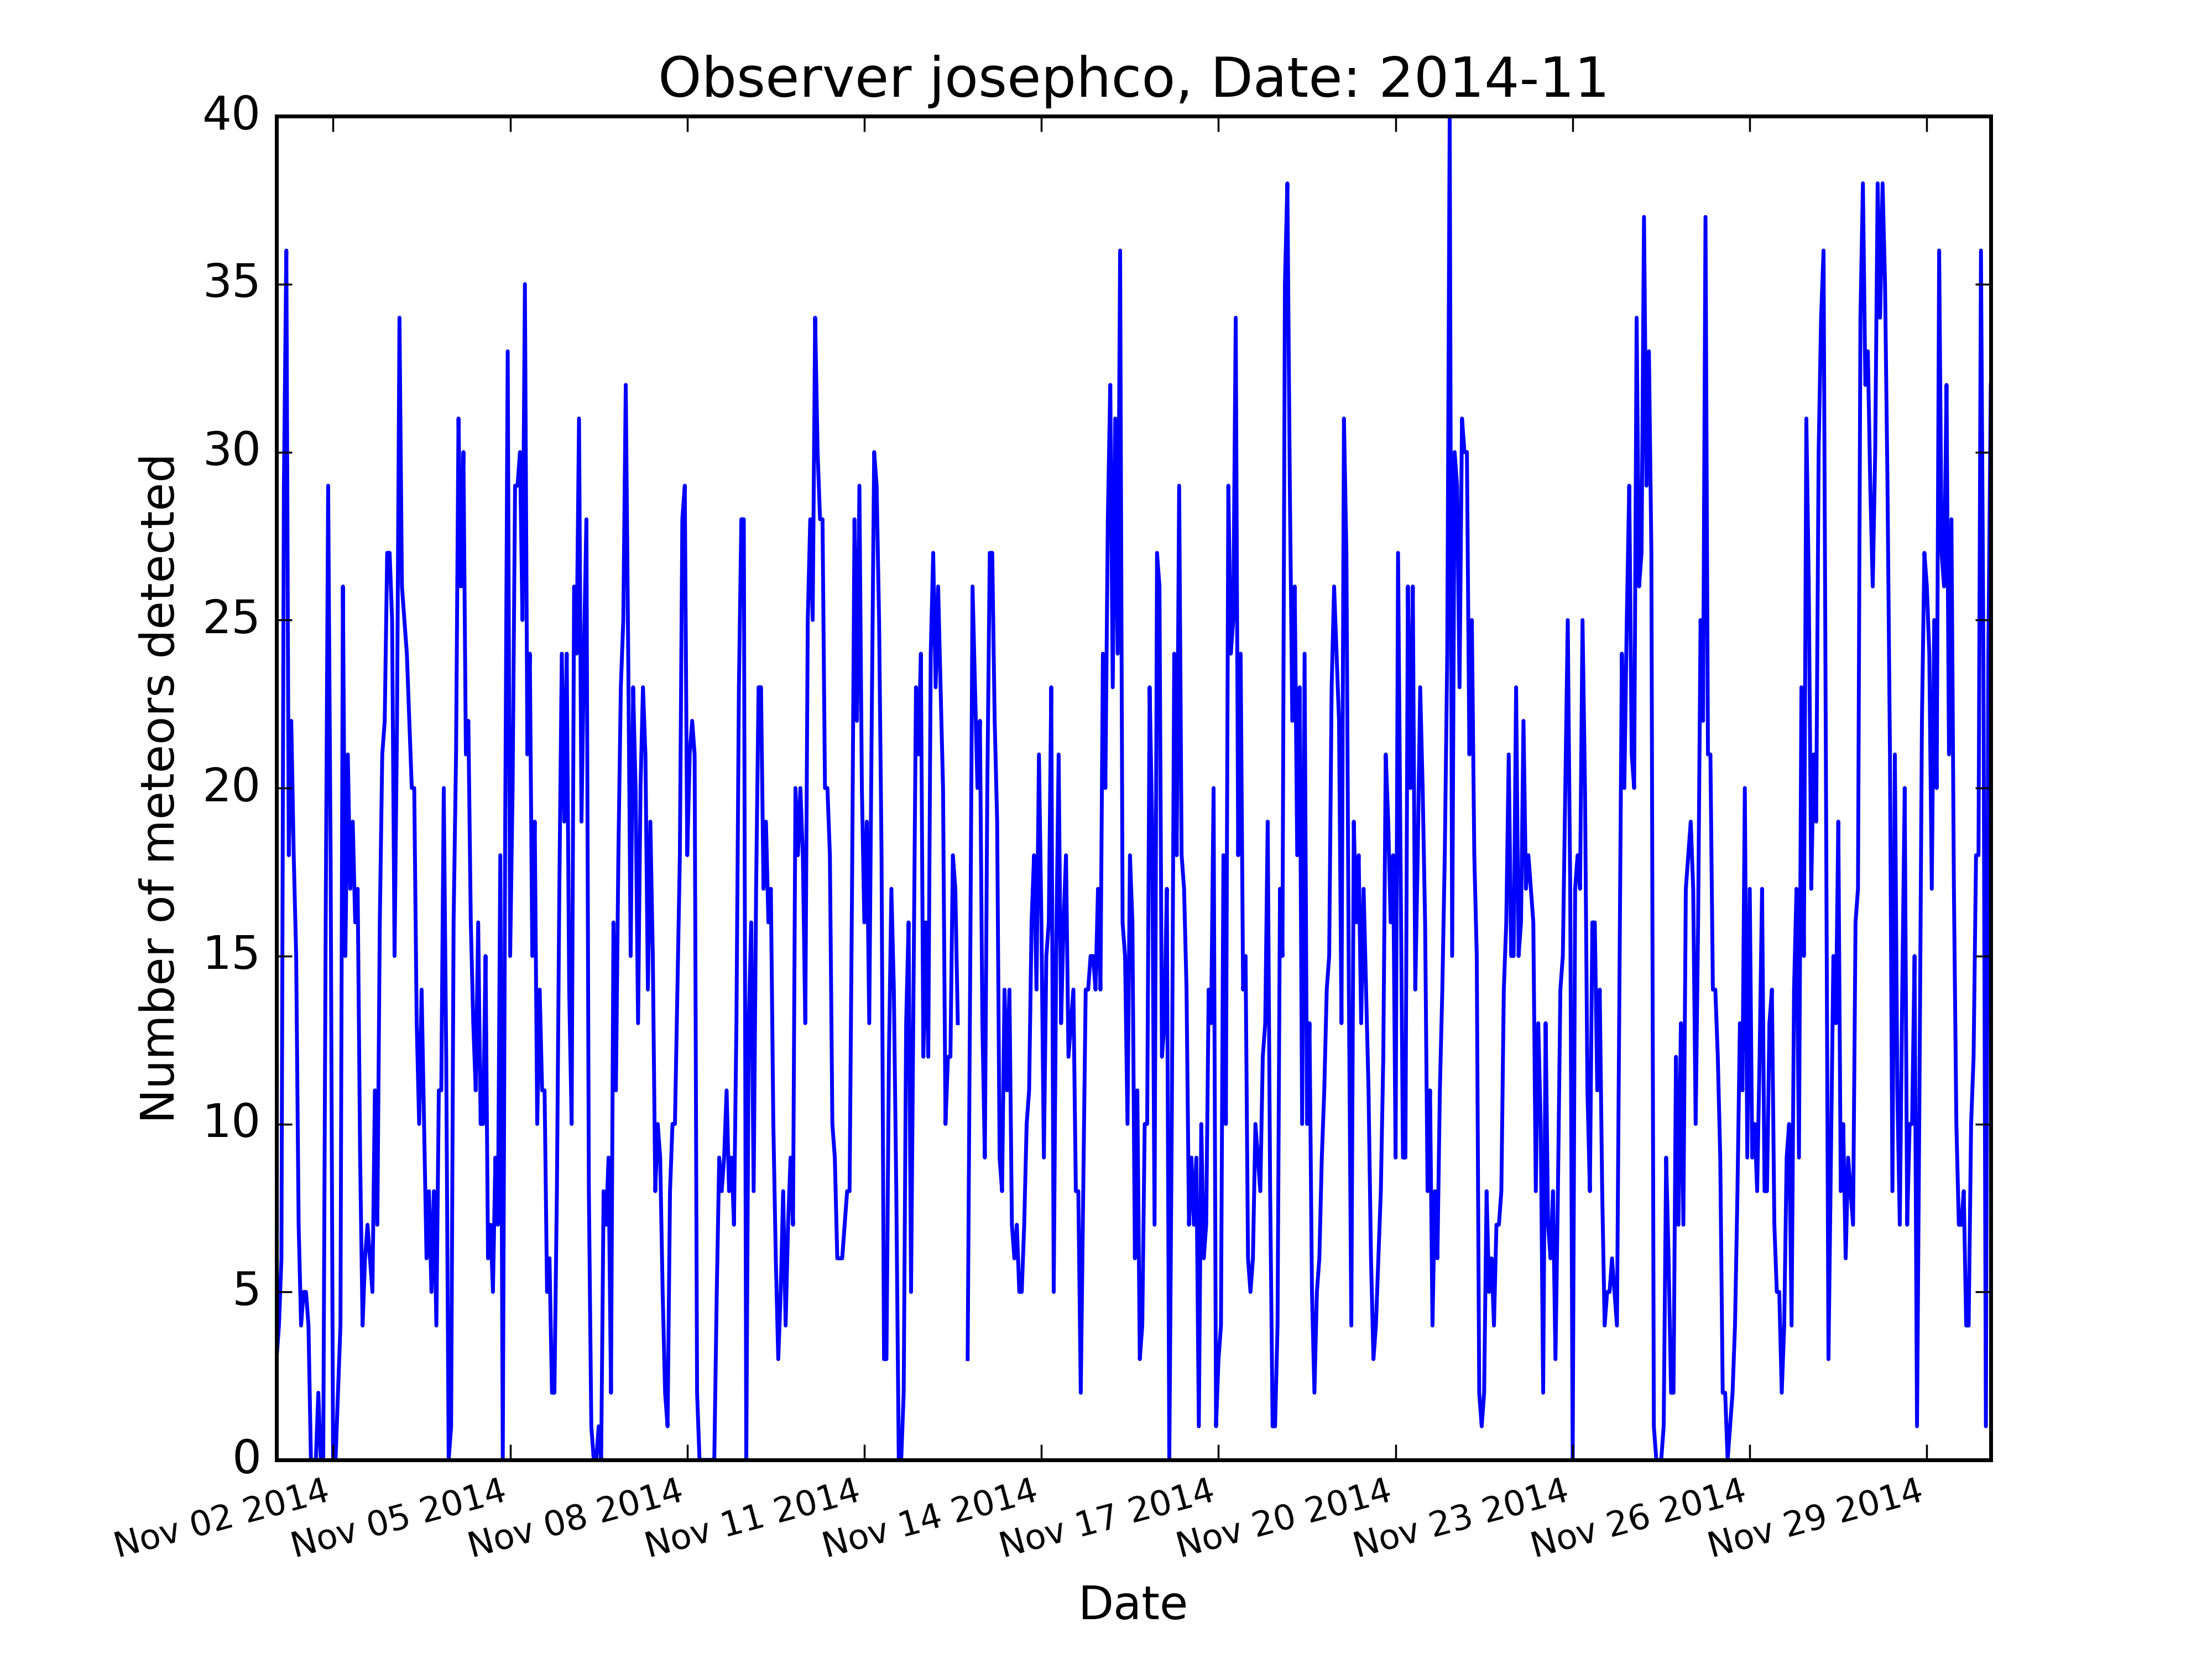 Observer josephco, Date: 2014-11
Number of meteors detected
40
35
30
25
20
15
10
5
0
Nov 02 2014
Nov 05 2014
Nov 08 2014
Nov 11 2014
Nov 14 2014
Nov 17 2014
Nov 20 2014
Nov 23 2014
Nov 26 2014
Nov 29 2014
Date